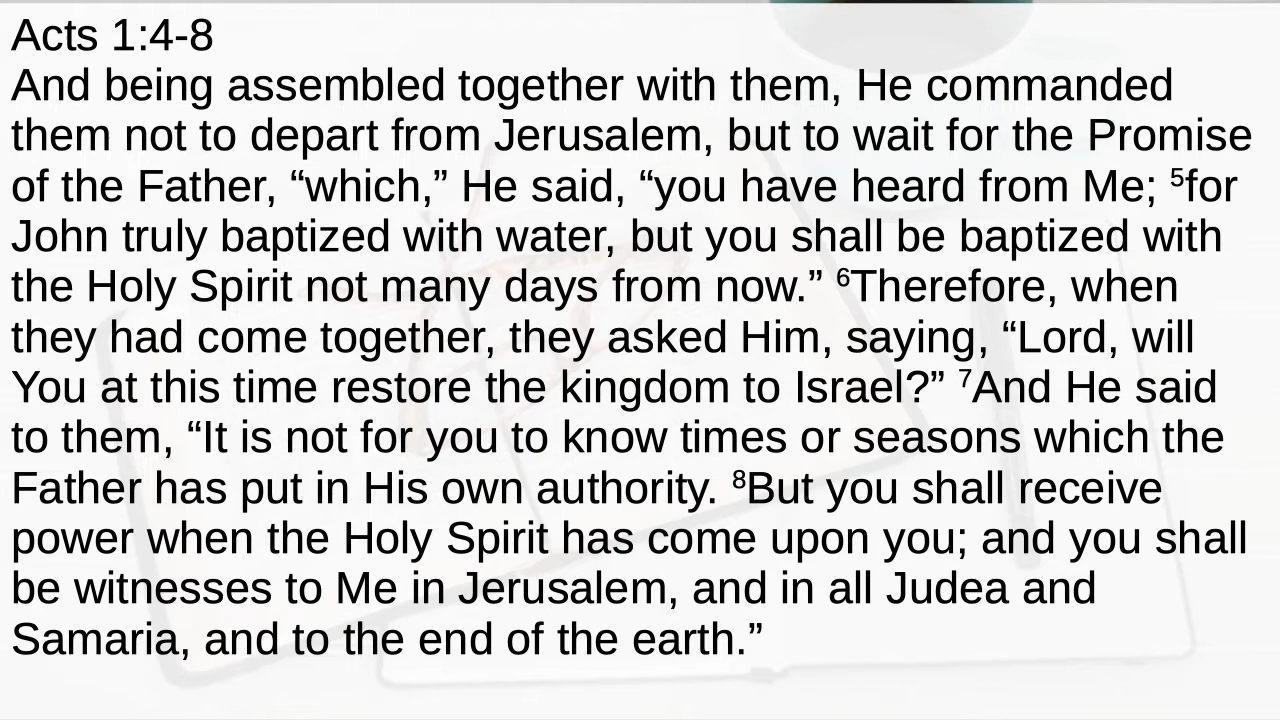 Acts 1:4-8
And being assembled together with them, He commanded
them not to depart from Jerusalem, but to wait for the Promise
of the Father, “which,” He said, “you have heard from Me; ⁵for
John truly baptized with water, but you shall be baptized with
the Holy Spirit not many days from now.” ⁶Therefore, when
they had come together, they asked Him, saying, “Lord, will
You at this time restore the kingdom to Israel?” ⁷And He said
to them, “It is not for you to know times or seasons which the
Father has put in His own authority. ⁸But you shall receive
power when the Holy Spirit has come upon you; and you shall
be witnesses to Me in Jerusalem, and in all Judea and
Samaria, and to the end of the earth.”